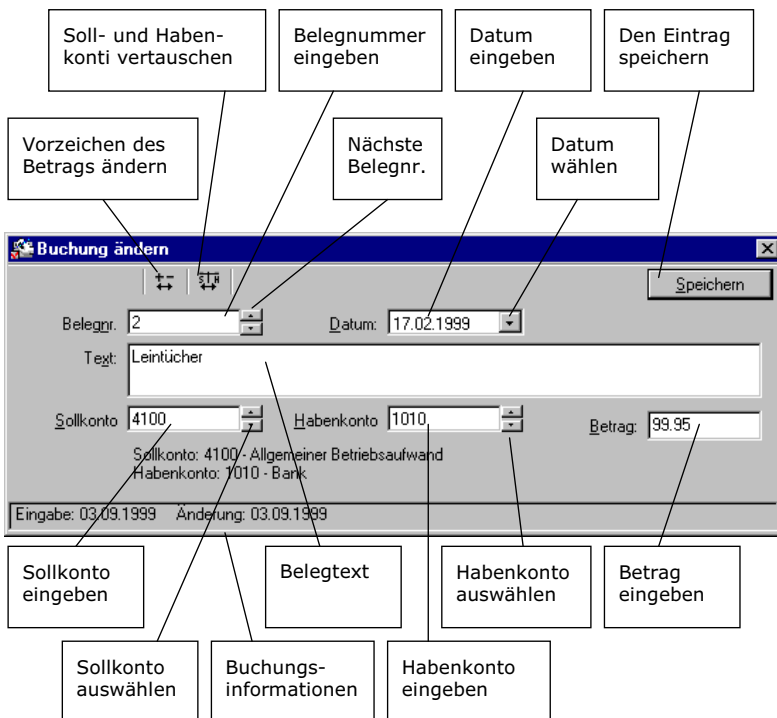 Soll- und Haben-
konti vertauschen
Belegnummer
eingeben
Datum
eingeben
Den Eintrag
speichern
Vorzeichen des
Betrags ändern
Nächste
Belegnr.
Datum
wählen
Buchung ändern
+ -
S H
Speichern
Belegnr. 2 Datum: 17.02.1999
Text: Leintücher
Sollkonto 4100 Habenkonto 1010 Betrag: 99.95
Sollkonto: 4100 - Allgemeiner Betriebsaufwand
Habenkonto: 1010 - Bank
Eingabe: 03.09.1999 Änderung: 03.09.1999
Sollkonto
eingeben
Belegtext
Habenkonto
auswählen
Betrag
eingeben
Sollkonto
auswählen
Buchungs-
informationen
Habenkonto
eingeben